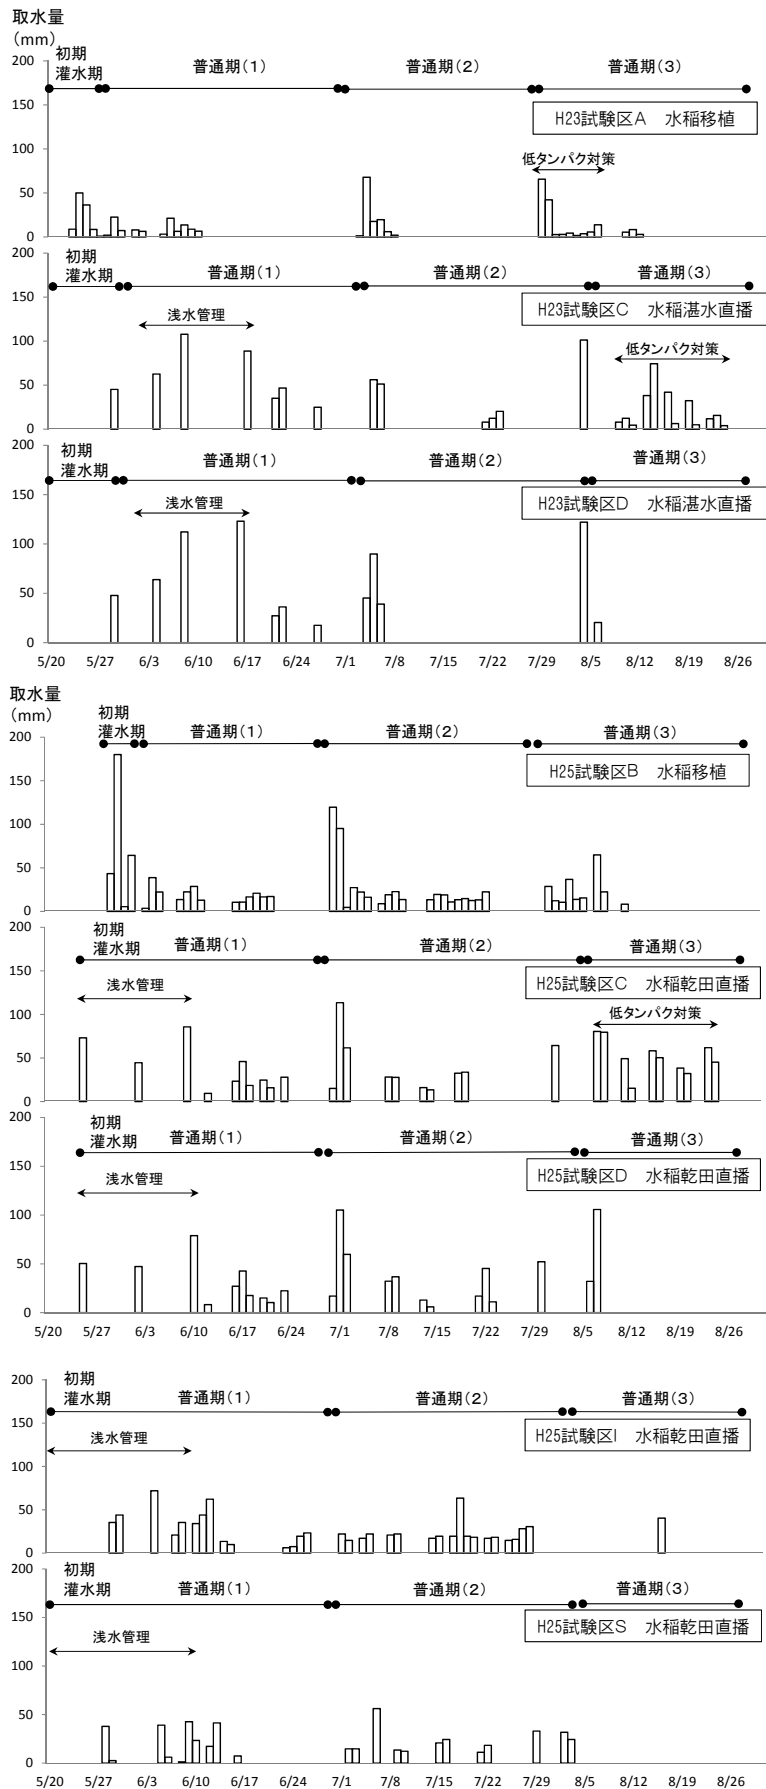 取水量
(mm)
初期
灌水期
普通期(1)
普通期(2)
普通期(3)
200
150
100
50
0
H23試験区A 水稲移植
低タンパク対策
初期
灌水期
普通期(1)
普通期(2)
普通期(3)
200
150
100
50
0
浅水管理
H23試験区C 水稲湛水直播
低タンパク対策
初期
灌水期
普通期(1)
普通期(2)
普通期(3)
200
150
100
50
0
浅水管理
H23試験区D 水稲湛水直播
5/20 5/27 6/3 6/10 6/17 6/24 7/1 7/8 7/15 7/22 7/29 8/5 8/12 8/19 8/26
取水量
(mm)
初期
灌水期
普通期(1)
普通期(2)
普通期(3)
200
150
100
50
0
H25試験区B 水稲移植
初期
灌水期
普通期(1)
普通期(2)
普通期(3)
200
150
100
50
0
浅水管理
H25試験区C 水稲乾田直播
低タンパク対策
初期
灌水期
普通期(1)
普通期(2)
普通期(3)
200
150
100
50
0
浅水管理
H25試験区D 水稲乾田直播
5/20 5/27 6/3 6/10 6/17 6/24 7/1 7/8 7/15 7/22 7/29 8/5 8/12 8/19 8/26
初期
灌水期
普通期(1)
普通期(2)
普通期(3)
200
150
100
50
0
浅水管理
H25試験区I 水稲乾田直播
初期
灌水期
普通期(1)
普通期(2)
普通期(3)
200
150
100
50
0
浅水管理
H25試験区S 水稲乾田直播
5/20 5/27 6/3 6/10 6/17 6/24 7/1 7/8 7/15 7/22 7/29 8/5 8/12 8/19 8/26